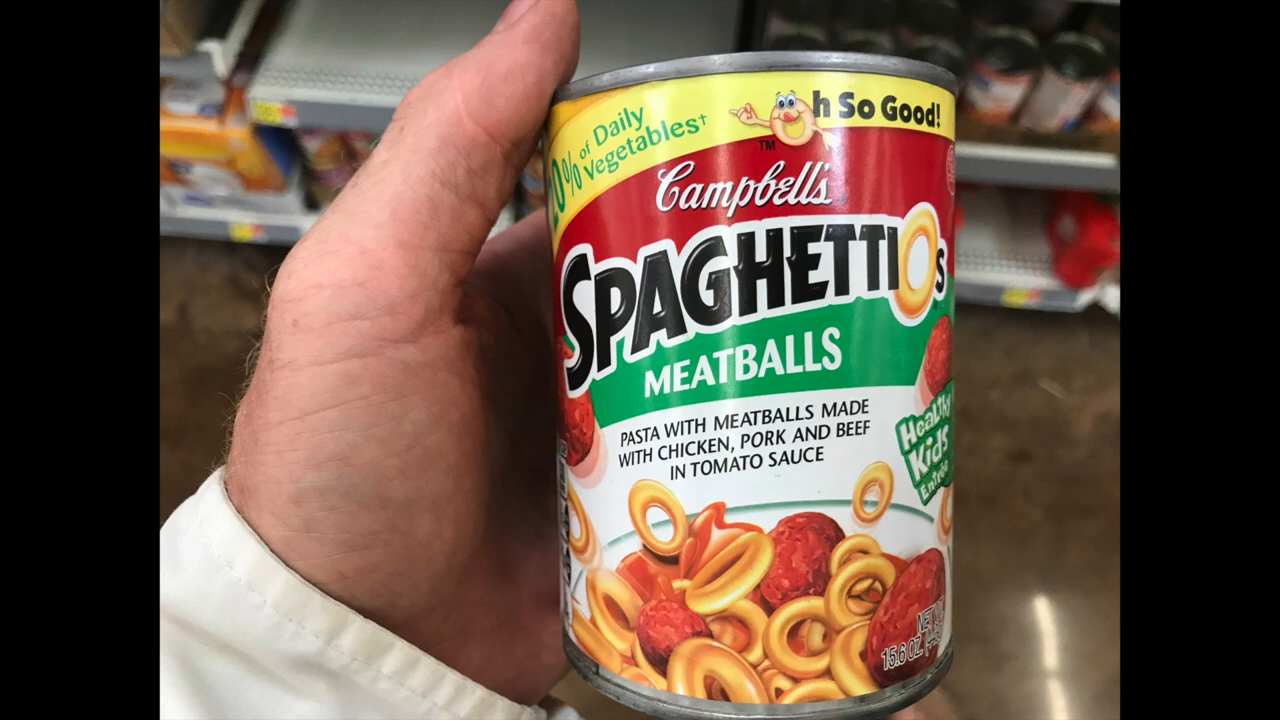 of Daily
Vegetables†
h So Good!
TM
Campbell's
SPAGHETTIOs
MEATBALLS
PASTA WITH MEATBALLS MADE
WITH CHICKEN, PORK AND BEEF
IN TOMATO SAUCE
Healthy
Kids
Entrée
NET
15.6 OZ